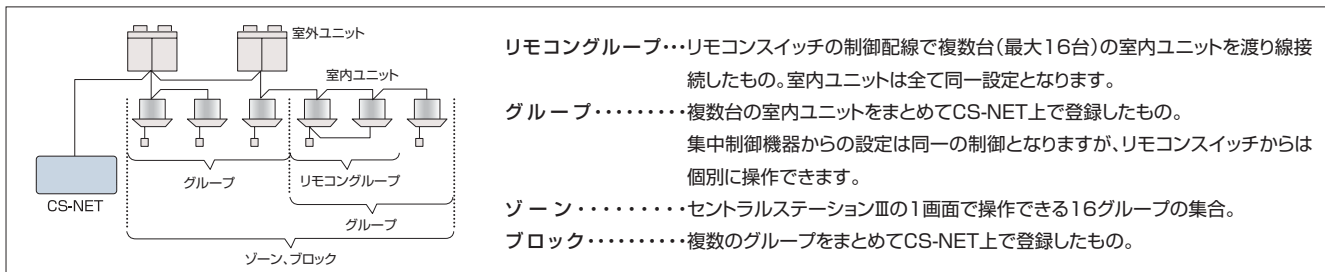 室外ユニット
室内ユニット
グループ
リモコングループ
CS-NET
グループ
ゾーン、ブロック
リモコングループ･･･リモコンスイッチの制御配線で複数台(最大16台)の室内ユニットを渡り線接
続したもの。室内ユニットは全て同一設定となります。
グループ･････････複数台の室内ユニットをまとめてCS-NET上で登録したもの。
集中制御機器からの設定は同一の制御となりますが、リモコンスイッチからは
個別に操作できます。
ゾーン･････････セントラルステーションⅢの1画面で操作できる16グループの集合。
ブロック･･････････複数のグループをまとめてCS-NET上で登録したもの。